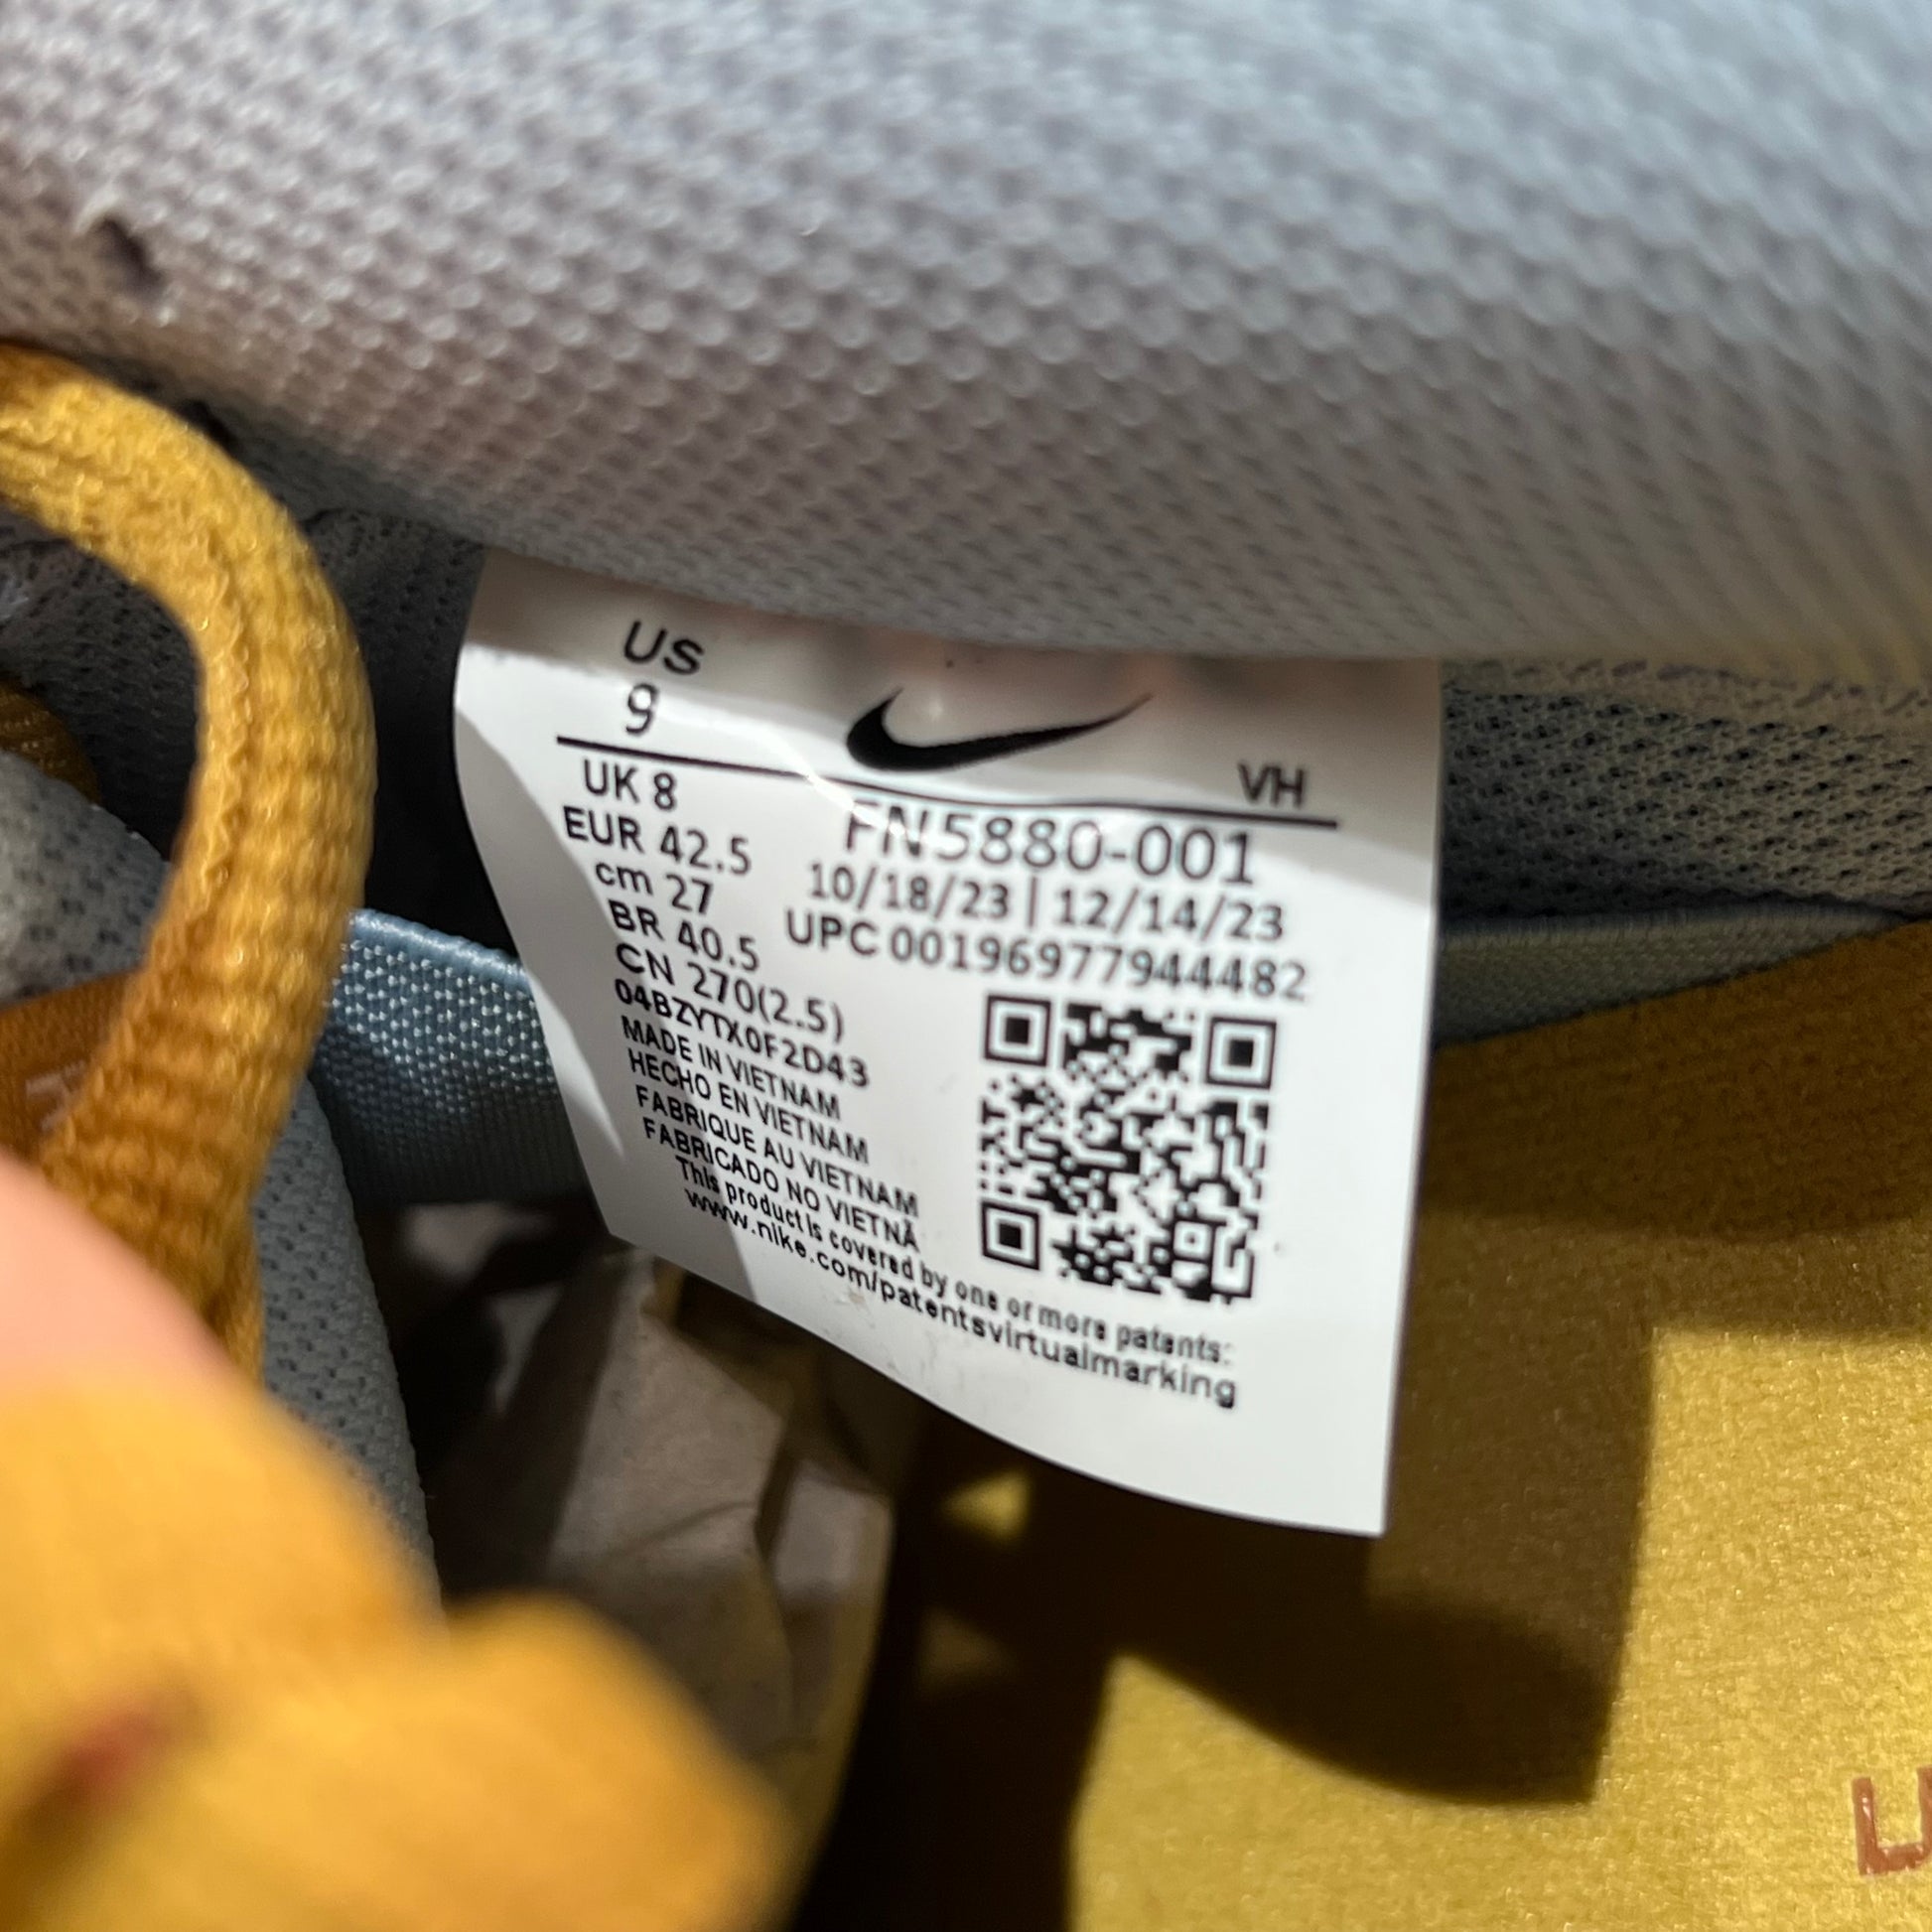 US
9
VH
UK 8
EUR 42.5
cm 27
BR 40.5
CN 270(2.5)
04BZYTX0F2D43
FN5880-001
10/18/23 | 12/14/23
UPC 00196977944482
MADE IN VIETNAM
HECHO EN VIETNAM
FABRIQUE AU VIETNAM
FABRICADO NO VIETNÃ
This product is covered by one or more patents:
www.nike.com/patentsvirtualmarking